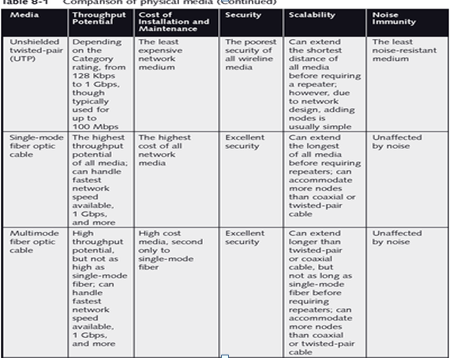 Table 8-1 Comparison of physical media (continued)
Media
Throughput
Potential
Cost of
Installation and
Maintenance
Security
Scalability
Noise
Immunity
Unshielded
twisted-pair
(UTP)
Depending
on the
Category
rating, from
128 Kbps
to 1 Gbps,
though
typically
used for
up to
100 Mbps
The least
expensive
network
medium
The poorest
security of
all wireline
media
Can extend
the shortest
distance of
all media
before requiring
a repeater;
however, due to
network design,
adding nodes is
usually simple
The least
noise-resistant
medium
Single-mode
fiber optic
cable
The highest
throughput
potential
of all media;
can handle
fastest
network
speed
available,
1 Gbps,
and more
The highest
cost of all
network
media
Excellent
security
Can extend
the longest
of all media
before requiring
repeaters; can
accommodate
more nodes
than coaxial or
twisted-pair
cable
Unaffected
by noise
Multimode
fiber optic
cable
High
throughput
potential,
but not as
high as
single-mode
fiber; can
handle
fastest
network
speed
available,
1 Gbps,
and more
High cost
media, second
only to
single-mode
fiber
Excellent
security
Can extend
longer than
twisted-pair
or coaxial
cable, but
not as long as
single-mode
fiber before
requiring
repeaters; can
accommodate
more nodes
than coaxial
or twisted-pair
cable
Unaffected
by noise